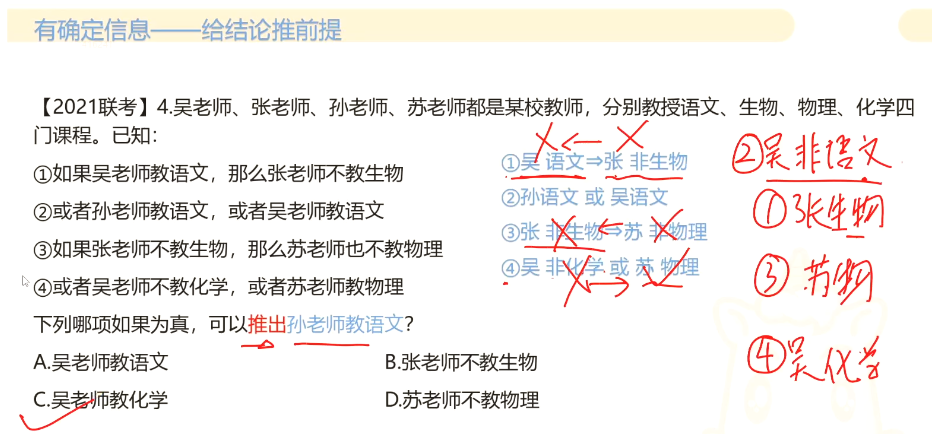 有确定信息——给结论推前提
【2021联考】4.吴老师、张老师、孙老师、苏老师都是某校教师，分别教授语文、生物、物理、化学四
门课程。已知：
①如果吴老师教语文，那么张老师不教生物
②或者孙老师教语文，或者吴老师教语文
③如果张老师不教生物，那么苏老师也不教物理
④或者吴老师不教化学，或者苏老师教物理
下列哪项如果为真，可以推出孙老师教语文？
A.吴老师教语文
B.张老师不教生物
C.吴老师教化学
D.苏老师不教物理
①吴 语文⇒张 非生物
②孙语文 或 吴语文
③张 非生物⇒苏 非物理
④吴 非化学 或 苏 物理
②吴非语文
①张生物
③苏物
④吴化学